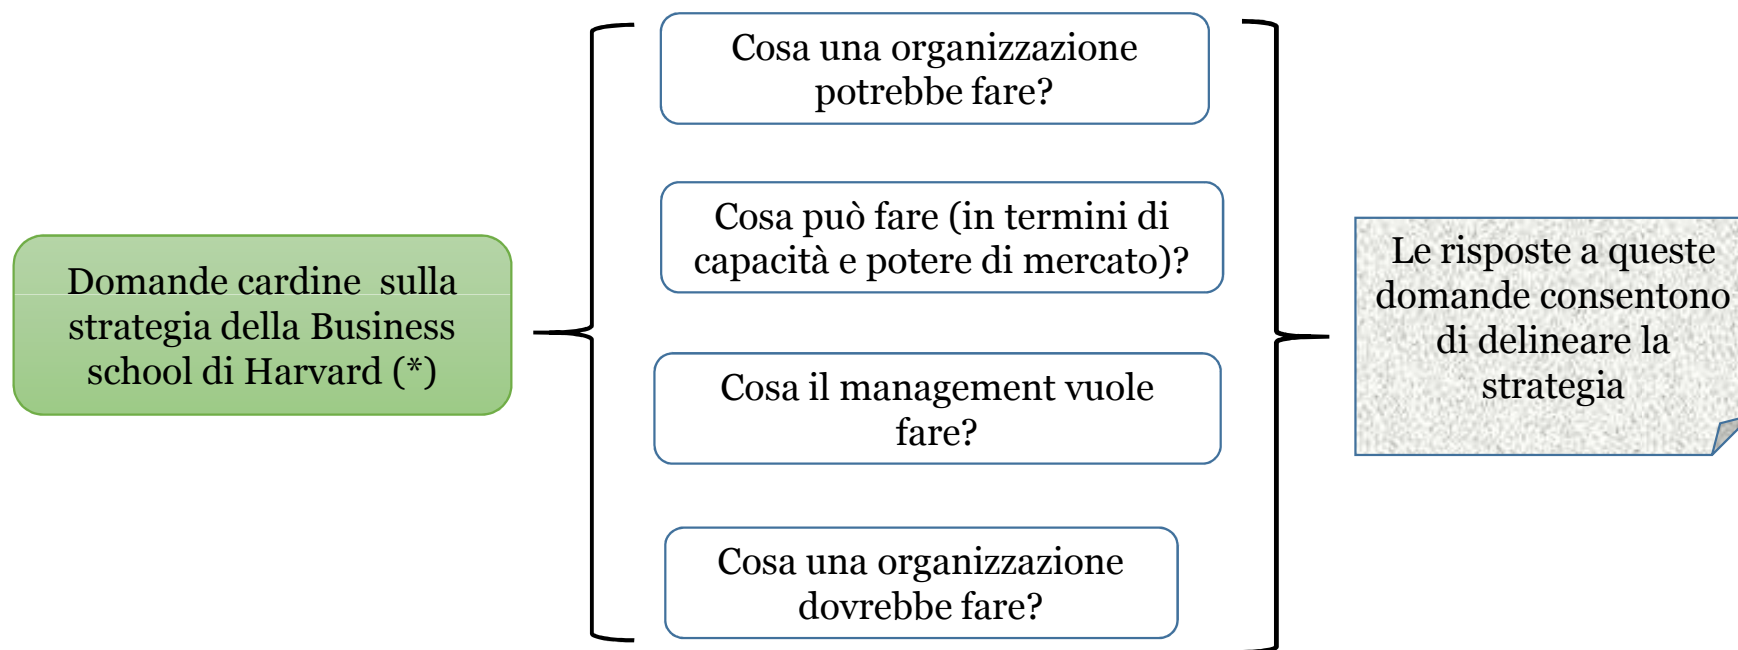 Domande cardine sulla
strategia della Business
school di Harvard (*)
Cosa una organizzazione
potrebbe fare?
Cosa può fare (in termini di
capacità e potere di mercato)?
Cosa il management vuole
fare?
Cosa una organizzazione
dovrebbe fare?
Le risposte a queste
domande consentono
di delineare la
strategia